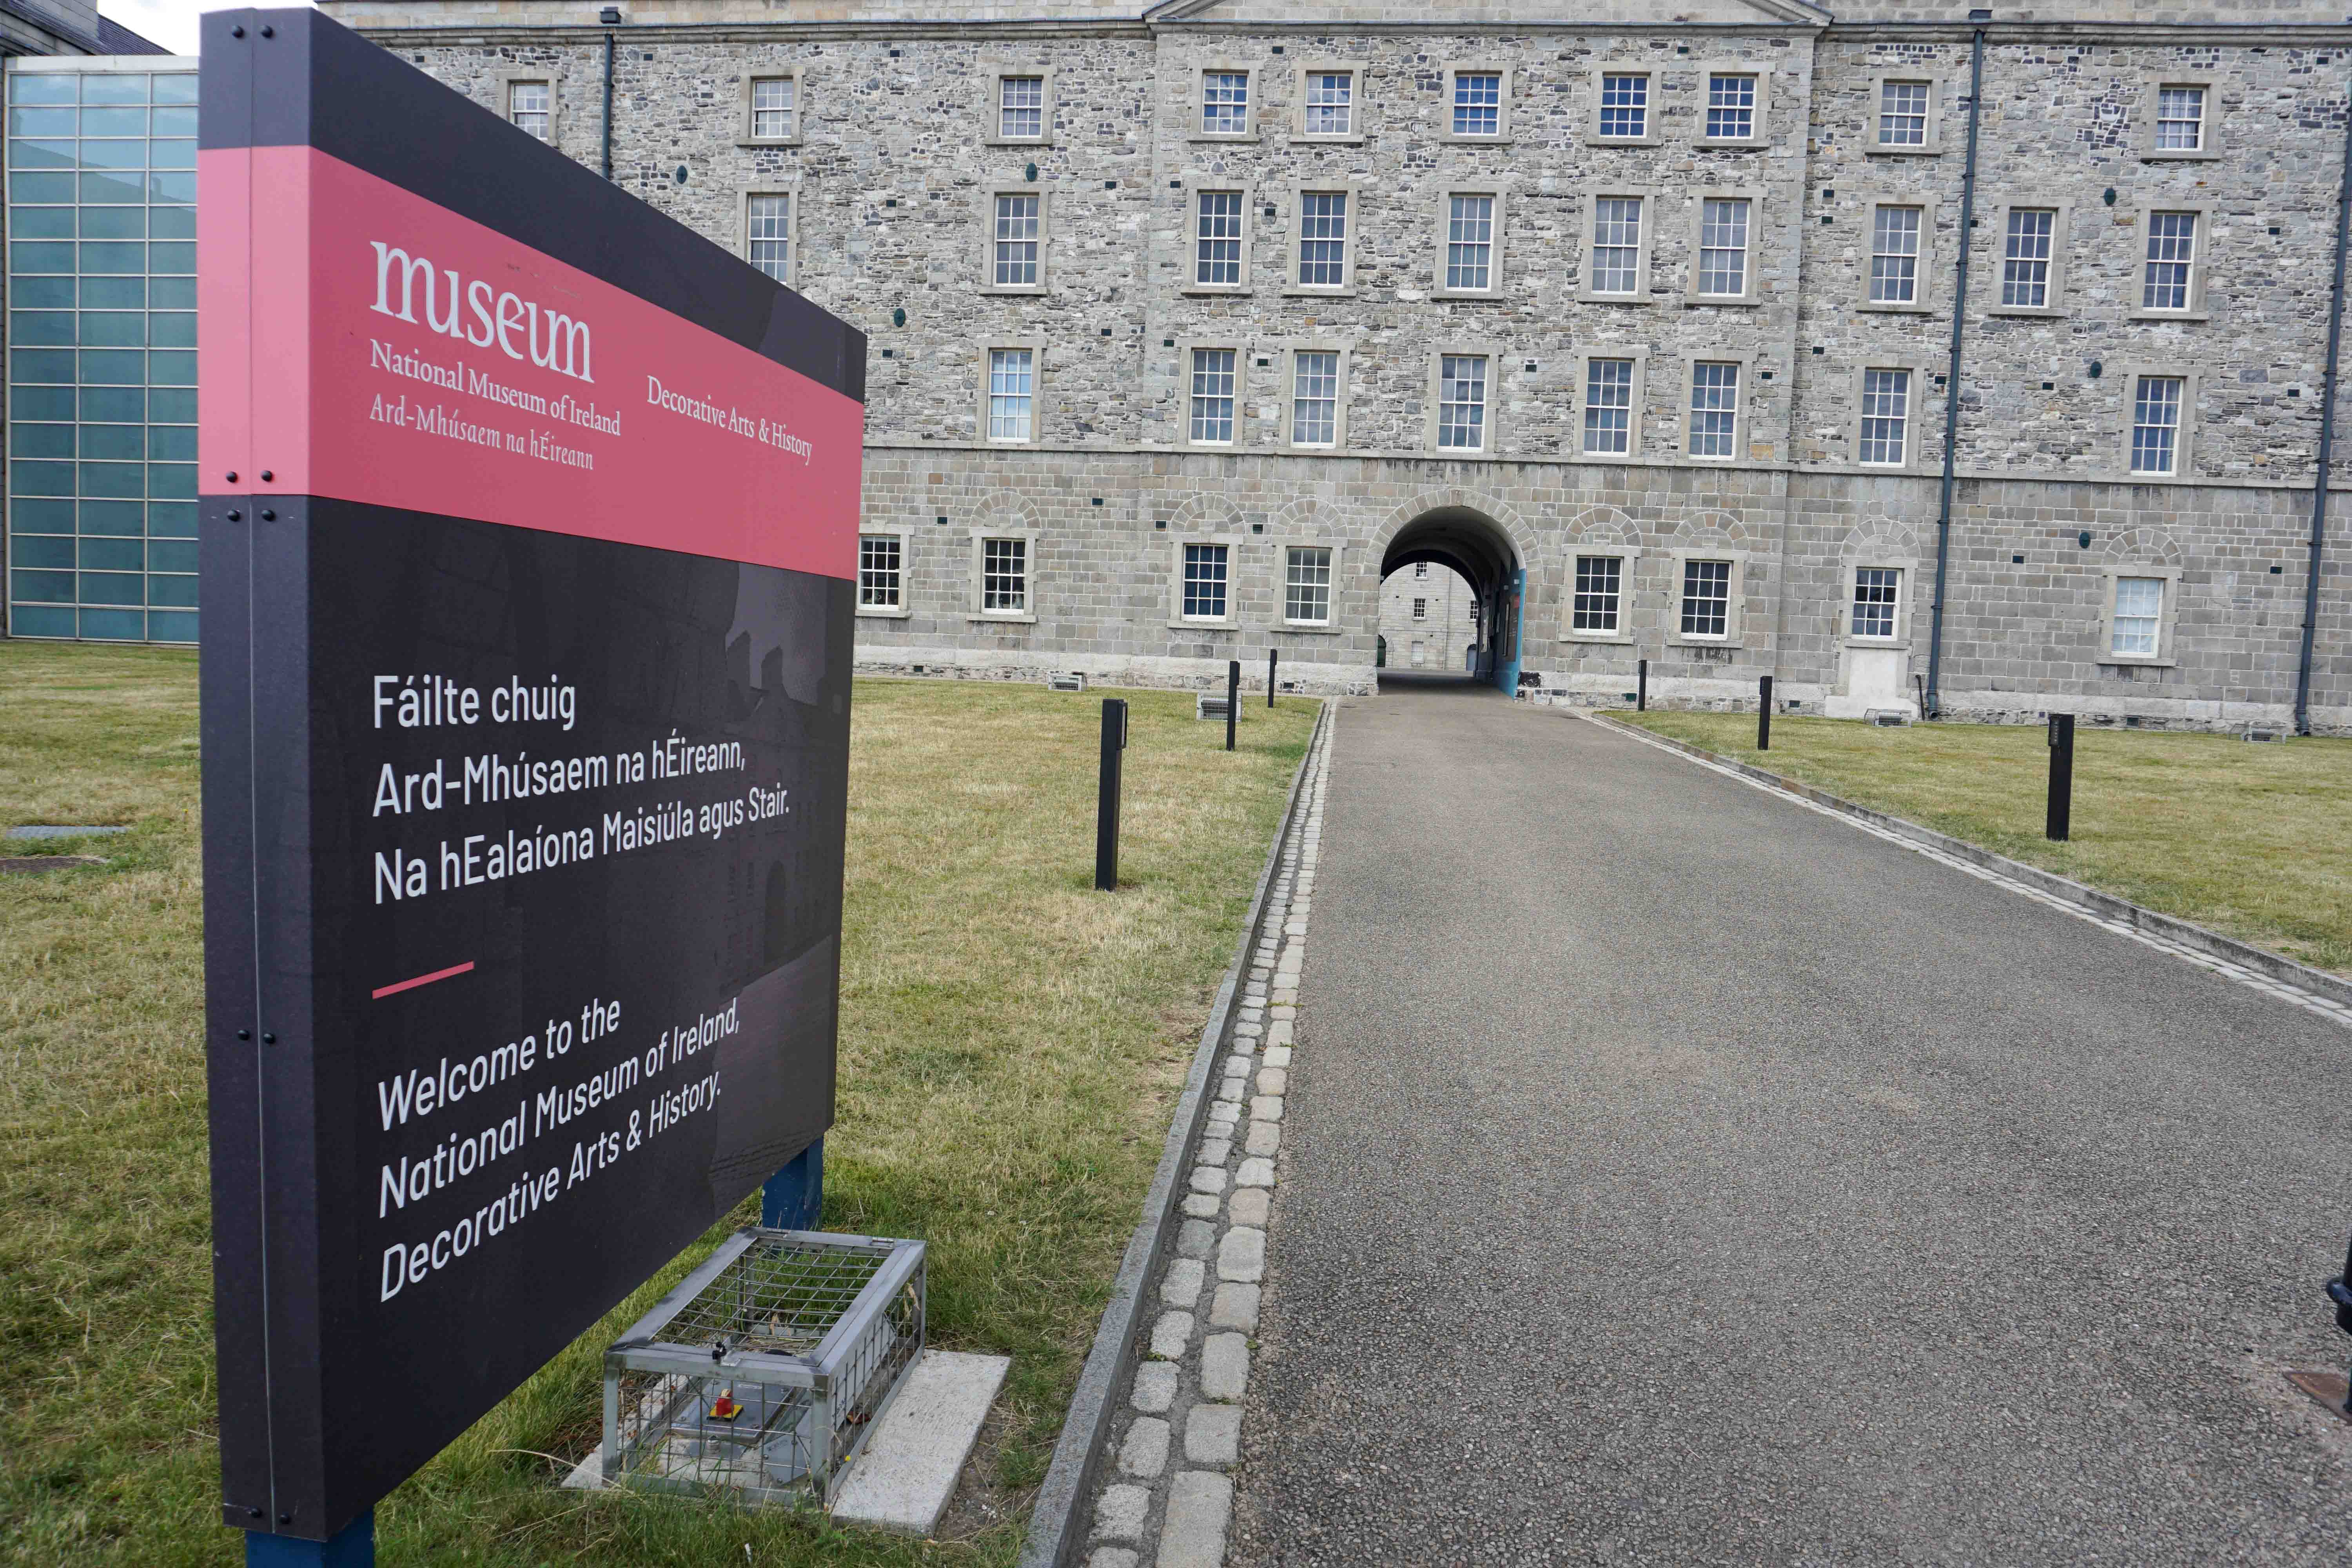 museum
National Museum of Ireland
Ard-Mhúsaem na hÉireann
Decorative Arts & History
Fáilte chuig
Ard-Mhúsaem na hÉireann,
Na hEalaíona Maisiúla agus Stair.
Welcome to the
National Museum of Ireland,
Decorative Arts & History.